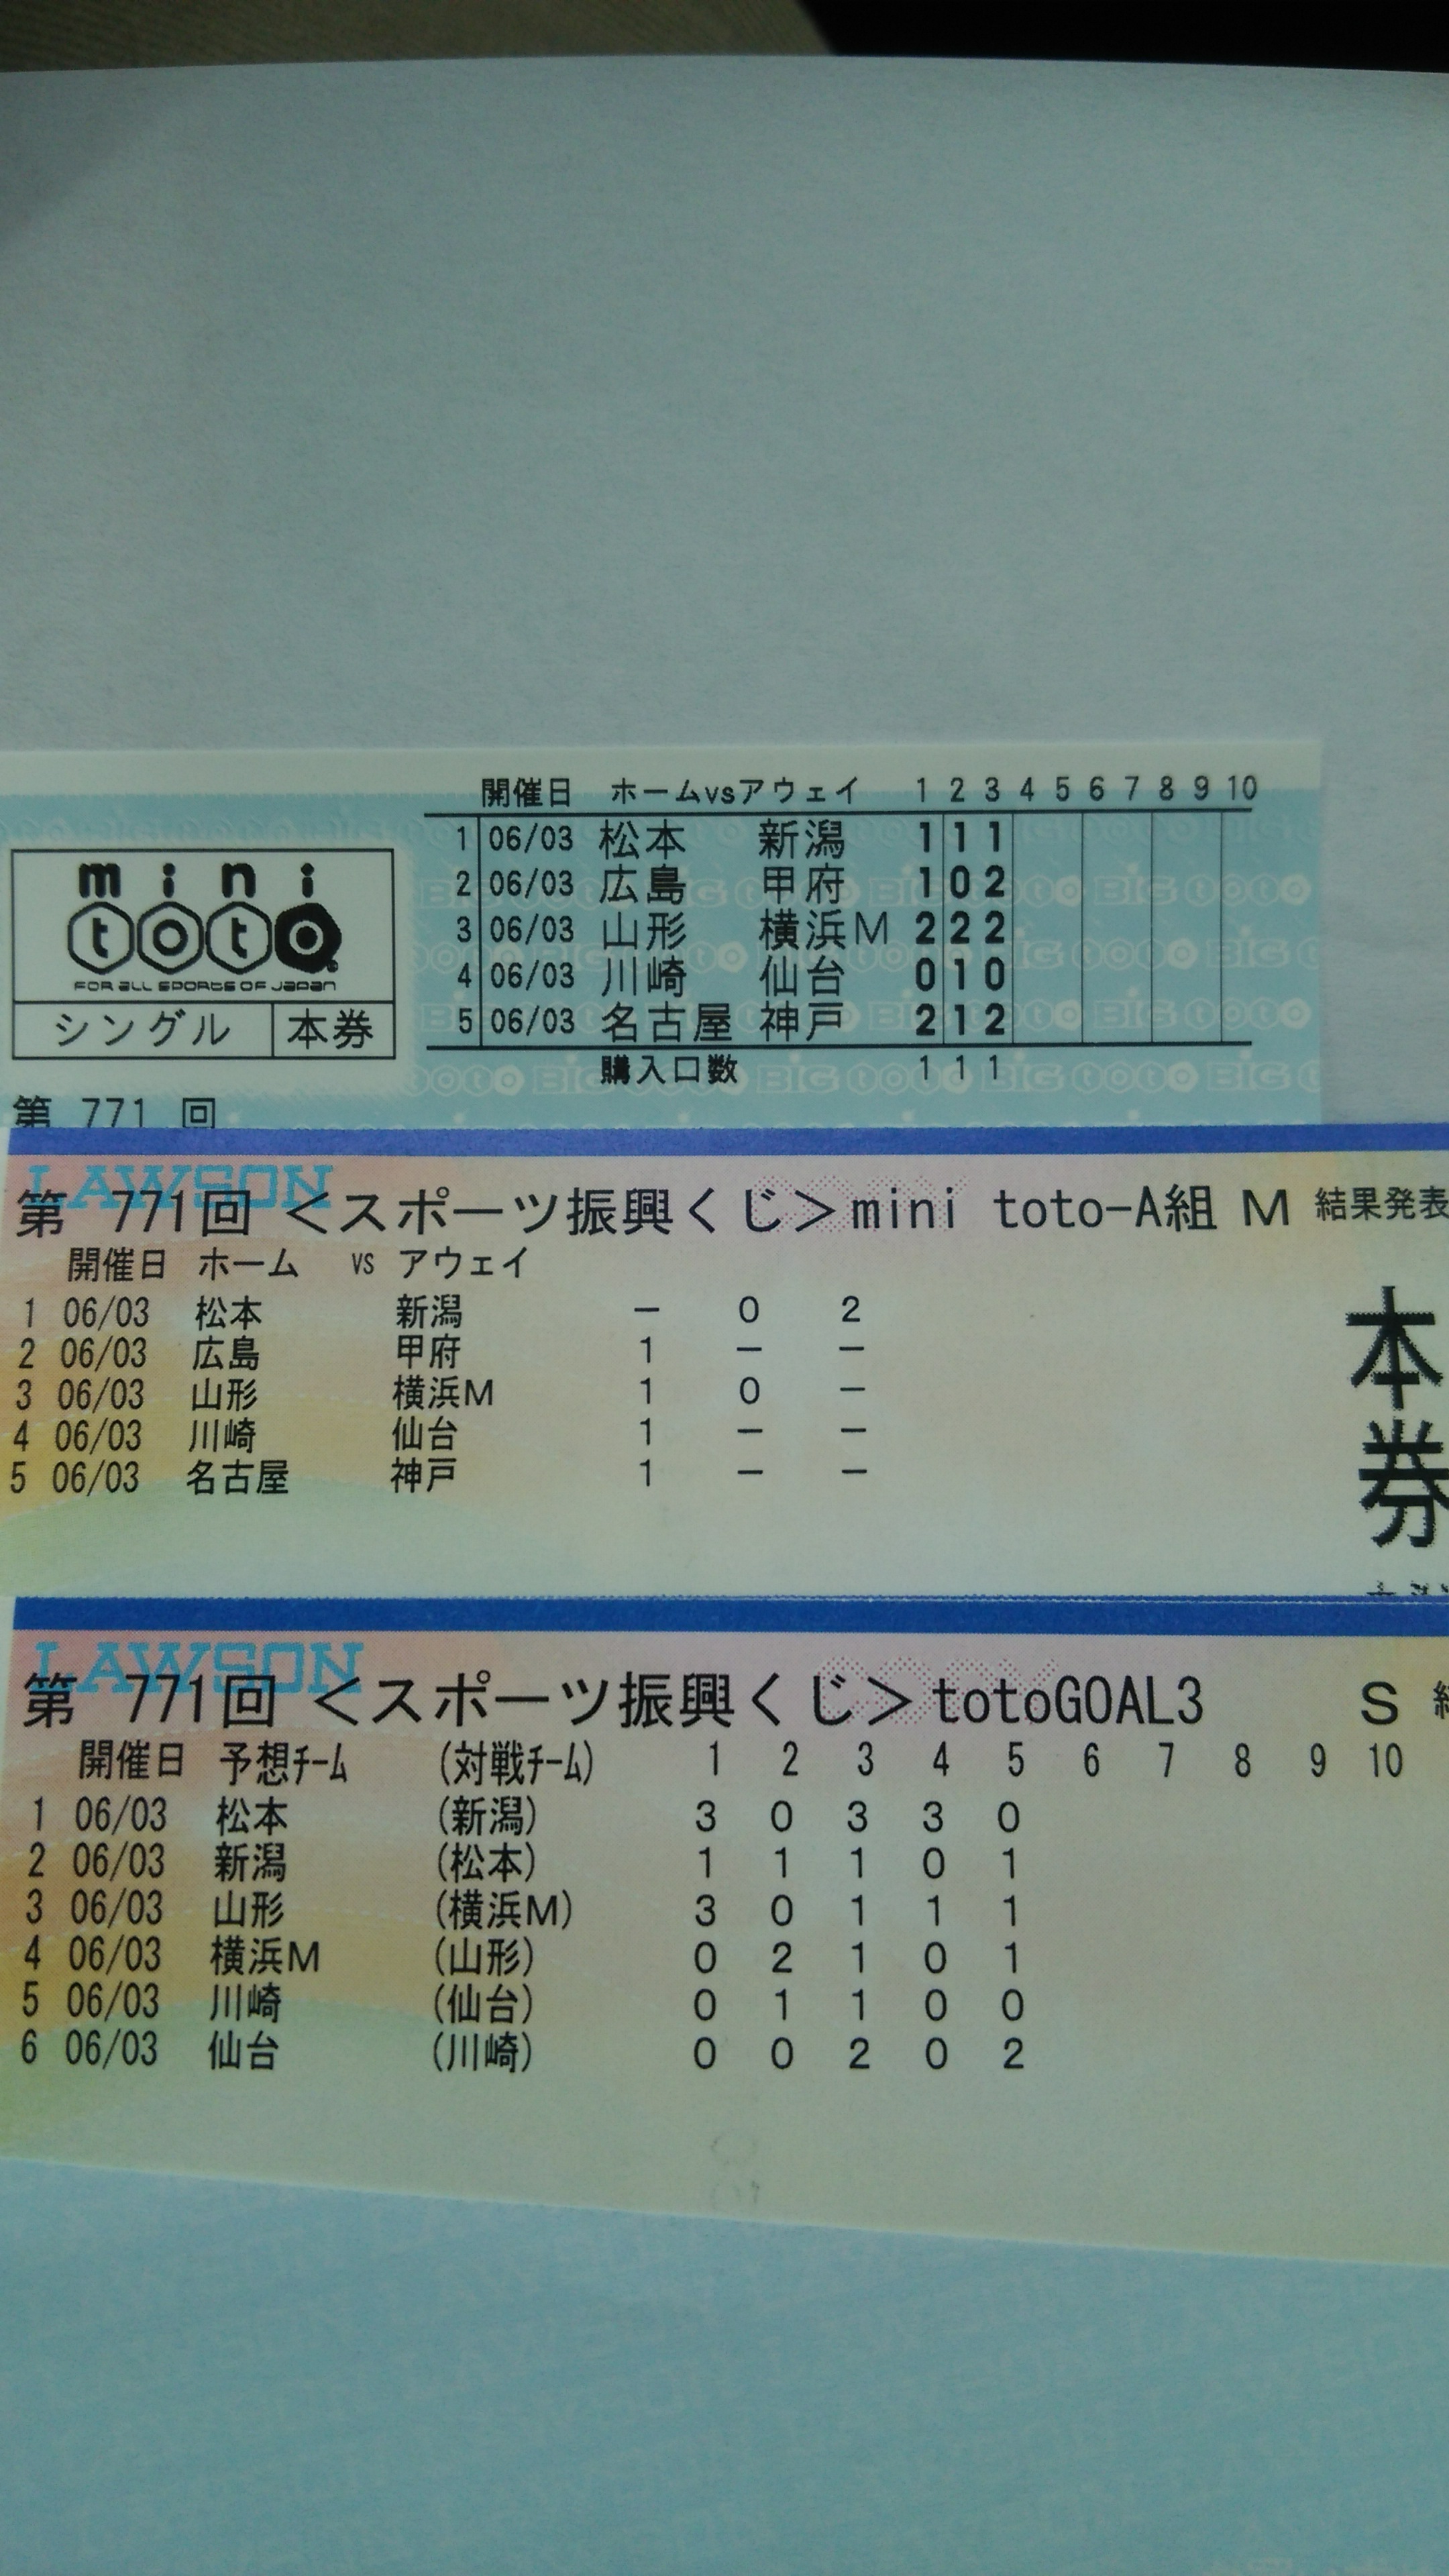 開催日 ホームvsアウェイ 1 2 3 4 5 6 7 8 9 10
1 06/03 松本 新潟 1 1 1
2 06/03 広島 甲府 1 0 2
3 06/03 山形 横浜M 2 2 2
4 06/03 川崎 仙台 0 1 0
5 06/03 名古屋 神戸 2 1 2
購入口数 1 1 1
mini
toto
FOR ALL SPORTS OF JAPAN
シングル 本券
第 771 回
LAWSON
第 771回 <スポーツ振興くじ>mini toto-A組 M 結果発表
開催日 ホーム VS アウェイ
1 06/03 松本 新潟 － 0 2
2 06/03 広島 甲府 1 － －
3 06/03 山形 横浜M 1 0 －
4 06/03 川崎 仙台 1 － －
5 06/03 名古屋 神戸 1 － －
本券
LAWSON
第 771回 <スポーツ振興くじ>totoGOAL3 S
開催日 予想ﾁｰﾑ (対戦ﾁｰﾑ) 1 2 3 4 5 6 7 8 9 10
1 06/03 松本 (新潟) 3 0 3 3 0
2 06/03 新潟 (松本) 1 1 1 0 1
3 06/03 山形 (横浜M) 3 0 1 1 1
4 06/03 横浜M (山形) 0 2 1 0 1
5 06/03 川崎 (仙台) 0 1 1 0 0
6 06/03 仙台 (川崎) 0 0 2 0 2